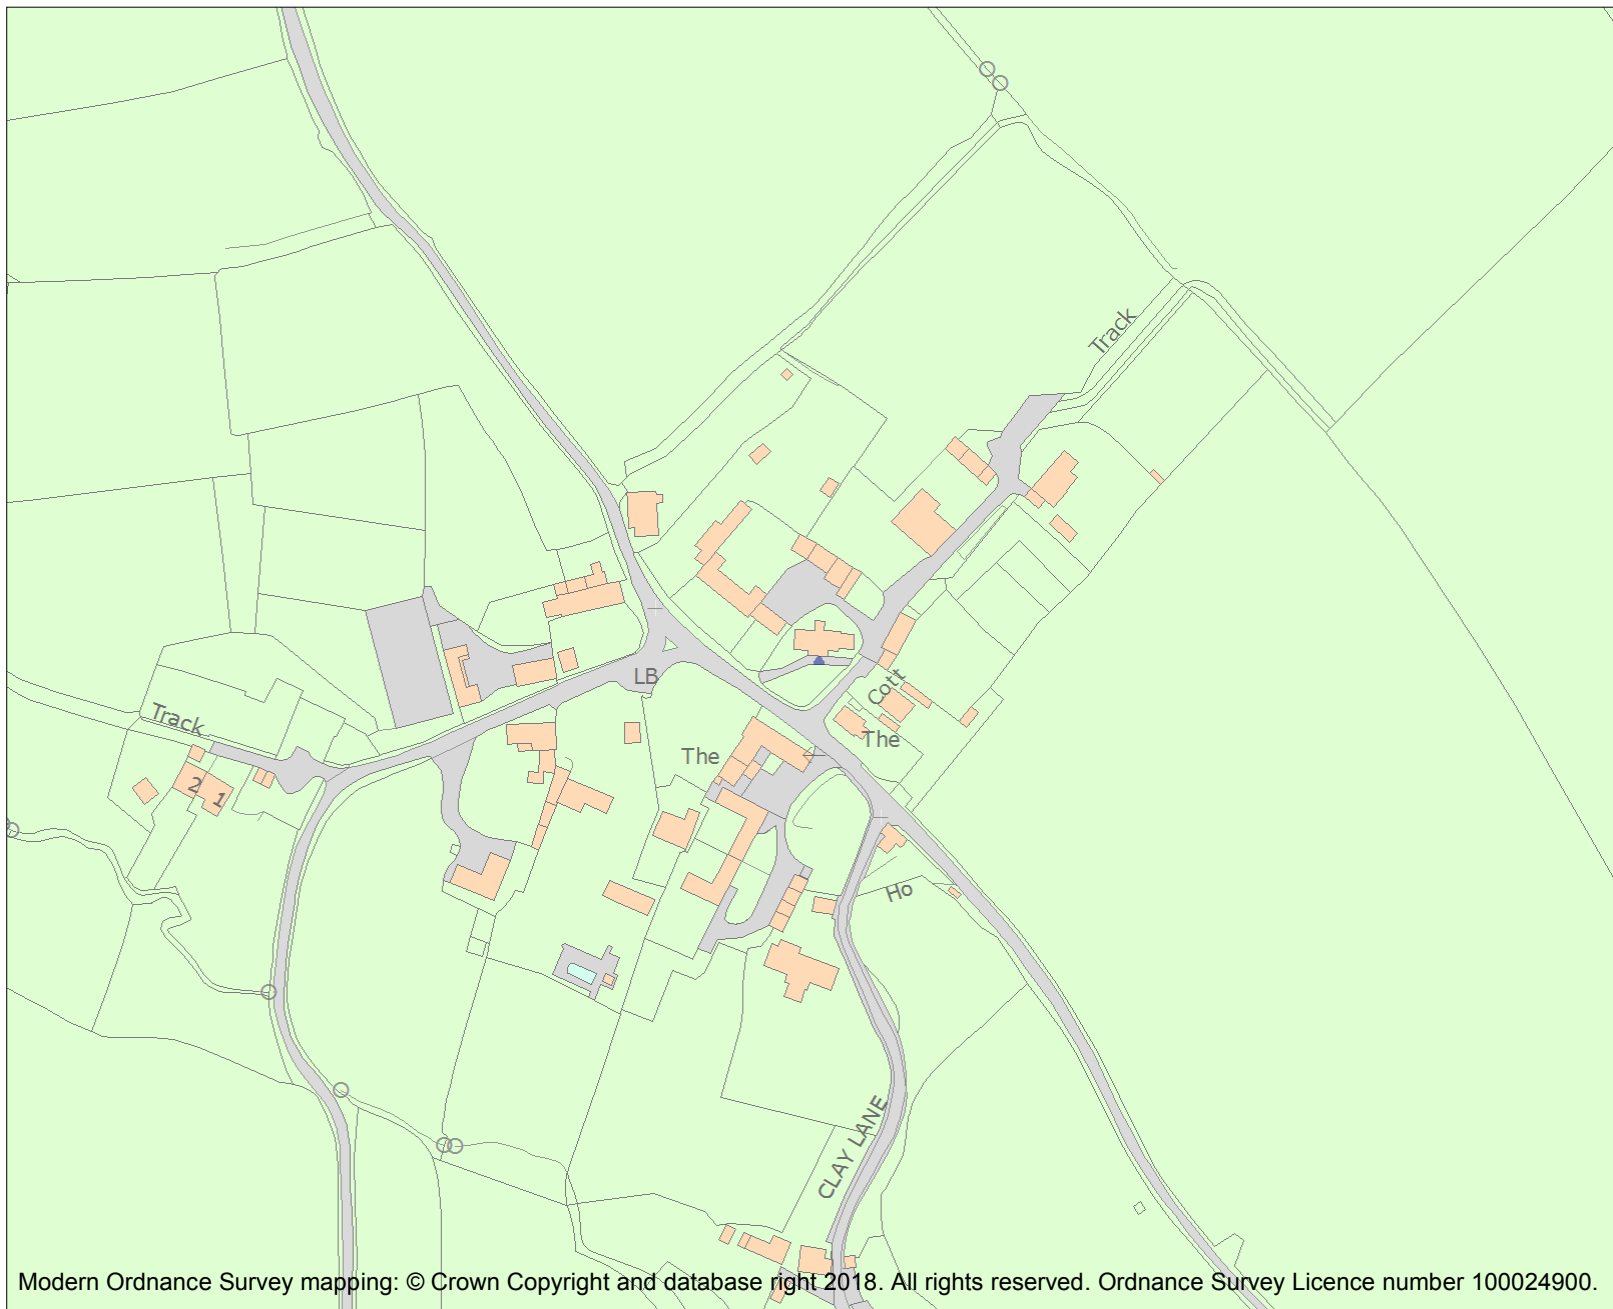 Track
LB
Cott
Track
The
The
2
1
Ho
CLAY LANE
Modern Ordnance Survey mapping: © Crown Copyright and database right 2018. All rights reserved. Ordnance Survey Licence number 100024900.